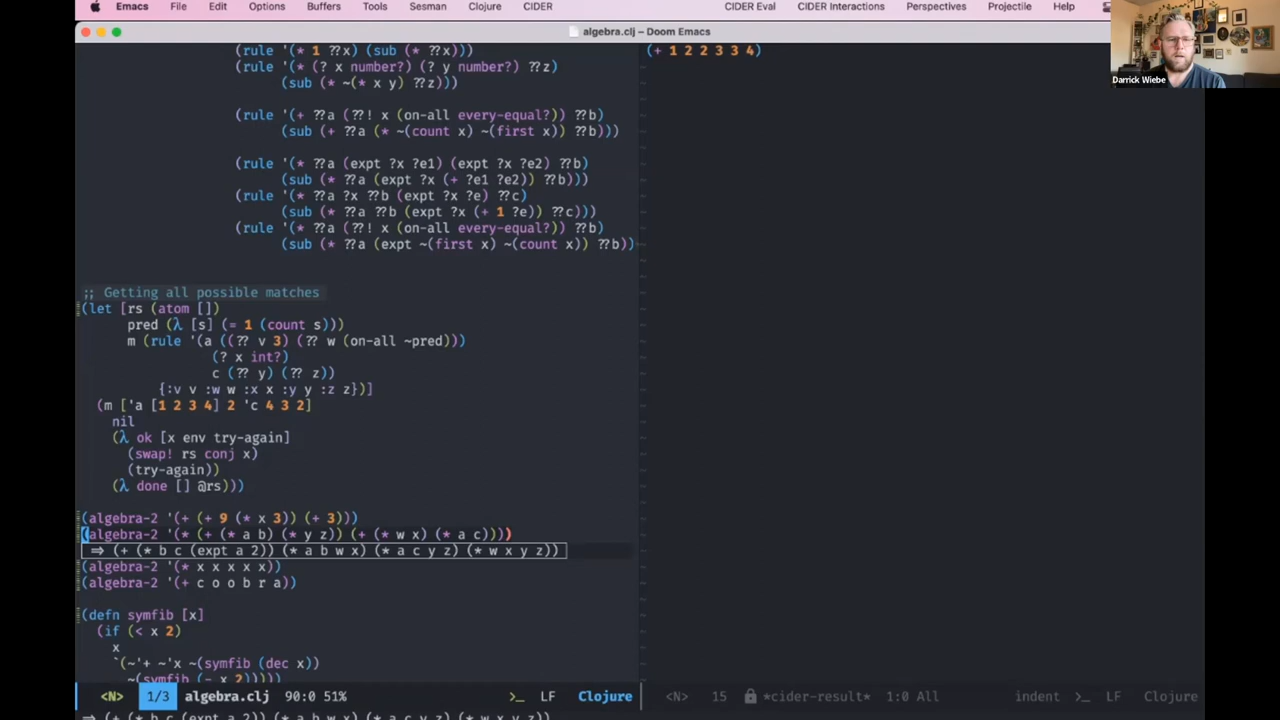 Emacs File Edit Options Buffers Tools Sesman Clojure CIDER CIDER Eval CIDER Interactions Perspectives Projectile Help
algebra.clj – Doom Emacs
Darrick Wiebe
(rule '(* 1 ??x) (sub (* ??x)))
(rule '(* (? x number?) (? y number?) ??z)
(sub (* ~(* x y) ??z)))
(rule '(+ ??a (??! x (on-all every-equal?)) ??b)
(sub (+ ??a (* ~(count x) ~(first x)) ??b)))
(rule '(* ??a (expt ?x ?e1) (expt ?x ?e2) ??b)
(sub (* ??a (expt ?x (+ ?e1 ?e2)) ??b)))
(rule '(* ??a ?x ??b (expt ?x ?e) ??c)
(sub (* ??a ??b (expt ?x (+ 1 ?e)) ??c)))
(rule '(* ??a (??! x (on-all every-equal?)) ??b)
(sub (* ??a (expt ~(first x) ~(count x)) ??b))
;; Getting all possible matches
(let [rs (atom [])
pred (λ [s] (= 1 (count s)))
m (rule '(a ((?? v 3) (?? w (on-all ~pred)))
(? x int?)
c (?? y) (?? z))
{:v v :w w :x x :y y :z z})]
(m ['a [1 2 3 4] 2 'c 4 3 2]
nil
(λ ok [x env try-again]
(swap! rs conj x)
(try-again))
(λ done [] @rs)))
(algebra-2 '(+ (+ 9 (* x 3)) (+ 3)))
(algebra-2 '(* (+ (* a b) (* y z)) (+ (* w x) (* a c))))
⇒ (+ (* b c (expt a 2)) (* a b w x) (* a c y z) (* w x y z))
(algebra-2 '(* x x x x x))
(algebra-2 '(+ c o o b r a))
(defn symfib [x]
(if (< x 2)
x
`(~'+ ~'x ~(symfib (dec x))
~(symfib (- x 2)))))
(+ 1 2 2 3 3 4)
<N> 1/3 algebra.clj 90:0 51% >_ LF Clojure
<N> 15 *cider-result* 1:0 All indent >_ LF Clojure
⇒ (+ (* b c (expt a 2)) (* a b w x) (* a c y z) (* w x y z))